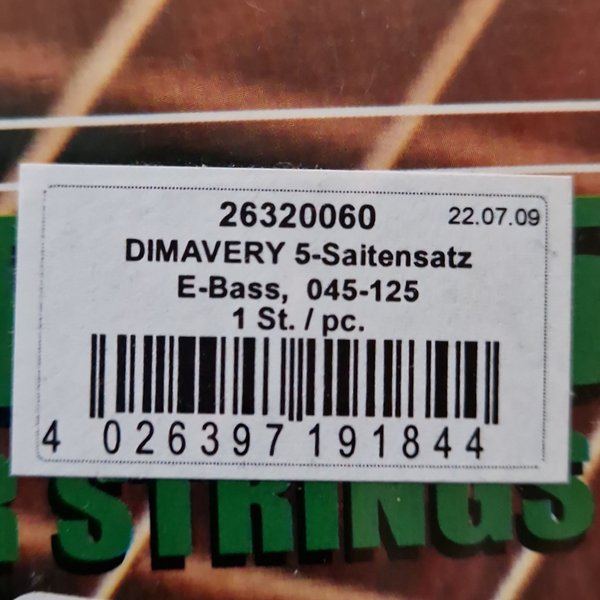 26320060 22.07.09
DIMAVERY 5-Saitensatz
E-Bass, 045-125
1 St. / pc.
4 026397 191844
STRINGS